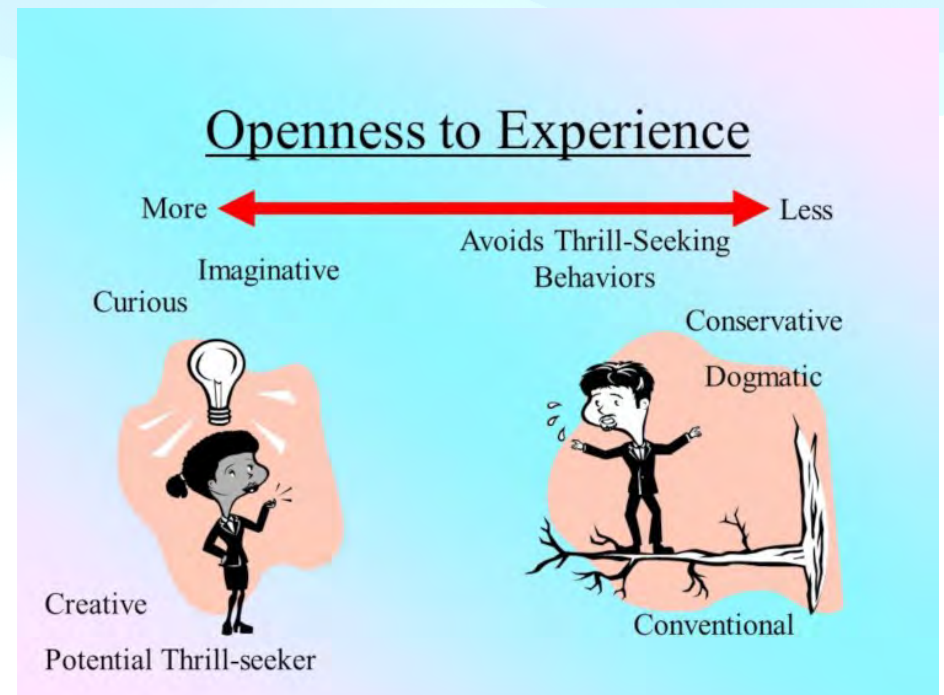 Openness to Experience
More
Less
Avoids Thrill-Seeking
Behaviors
Imaginative
Curious
Conservative
Dogmatic
Creative
Conventional
Potential Thrill-seeker